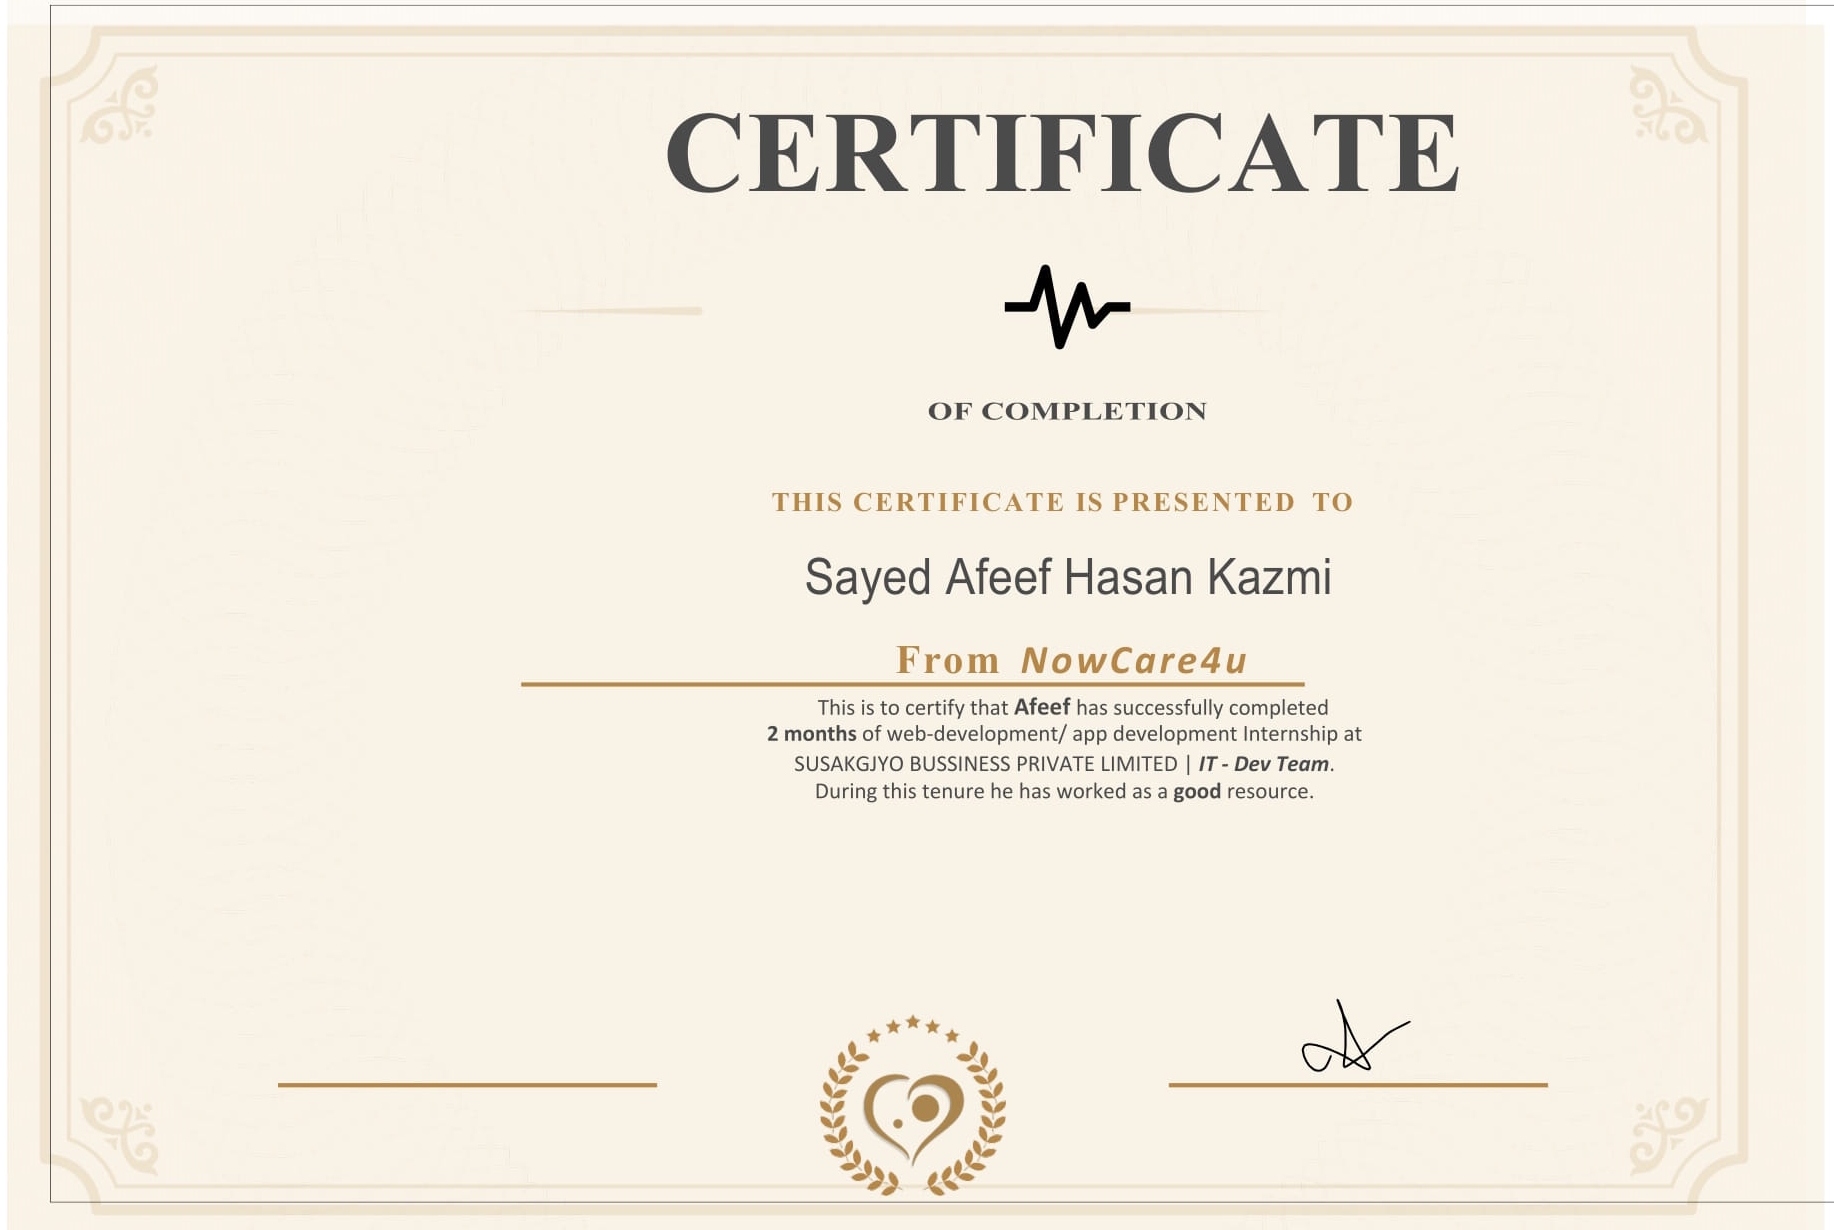 CERTIFICATE
OF COMPLETION
THIS CERTIFICATE IS PRESENTED TO
Sayed Afeef Hasan Kazmi
From NowCare4u
This is to certify that Afeef has successfully completed
2 months of web-development/ app development Internship at
SUSAKGJYO BUSSINESS PRIVATE LIMITED | IT - Dev Team.
During this tenure he has worked as a good resource.